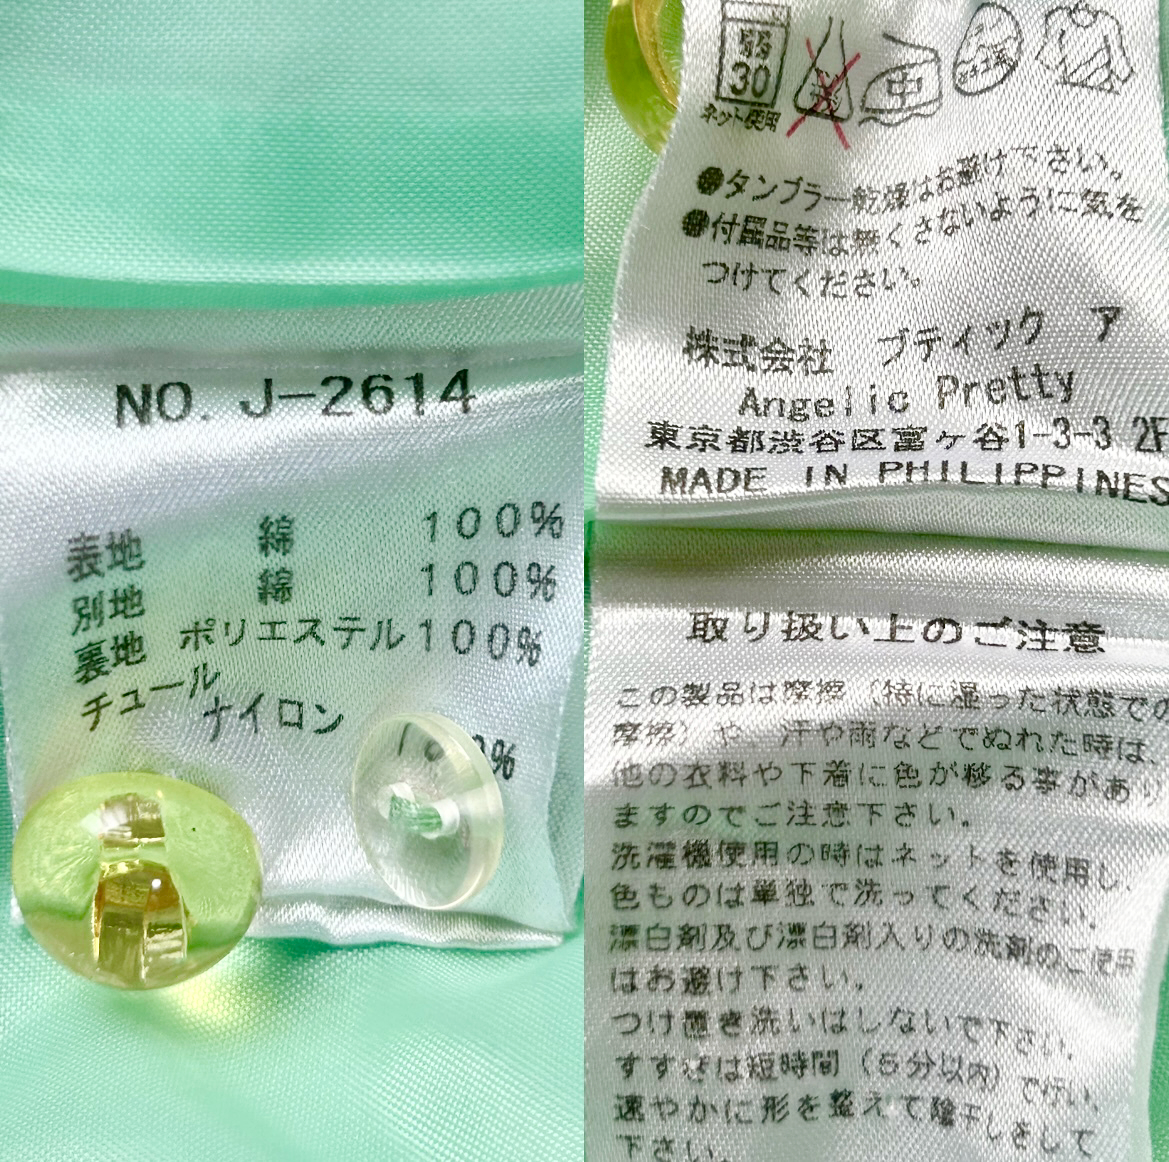 NO. J-2614
表地 綿 100%
別地 綿 100%
裏地 ポリエステル 100%
チュール
ナイロン
%
弱
30
ネット使用
中
●タンブラー乾燥はお避け下さい。
●付属品等は無くさないように気を
つけてください。
株式会社 ブティック ア
Angelic Pretty
東京都渋谷区富ヶ谷1-3-3 2F
MADE IN PHILIPPINES
取り扱い上のご注意
この製品は摩擦(特に湿った状態での
摩擦)や、汗や雨などでぬれた時は、
他の衣料や下着に色が移る事があり
ますのでご注意下さい。
洗濯機使用の時はネットを使用し、
色ものは単独で洗ってください。
漂白剤及び漂白剤入りの洗剤のご使用
はお避け下さい。
つけ置き洗いはしないで下さい。
すすぎは短時間(5分以内)で行い、
速やかに形を整えて陰干しをして
下さい。